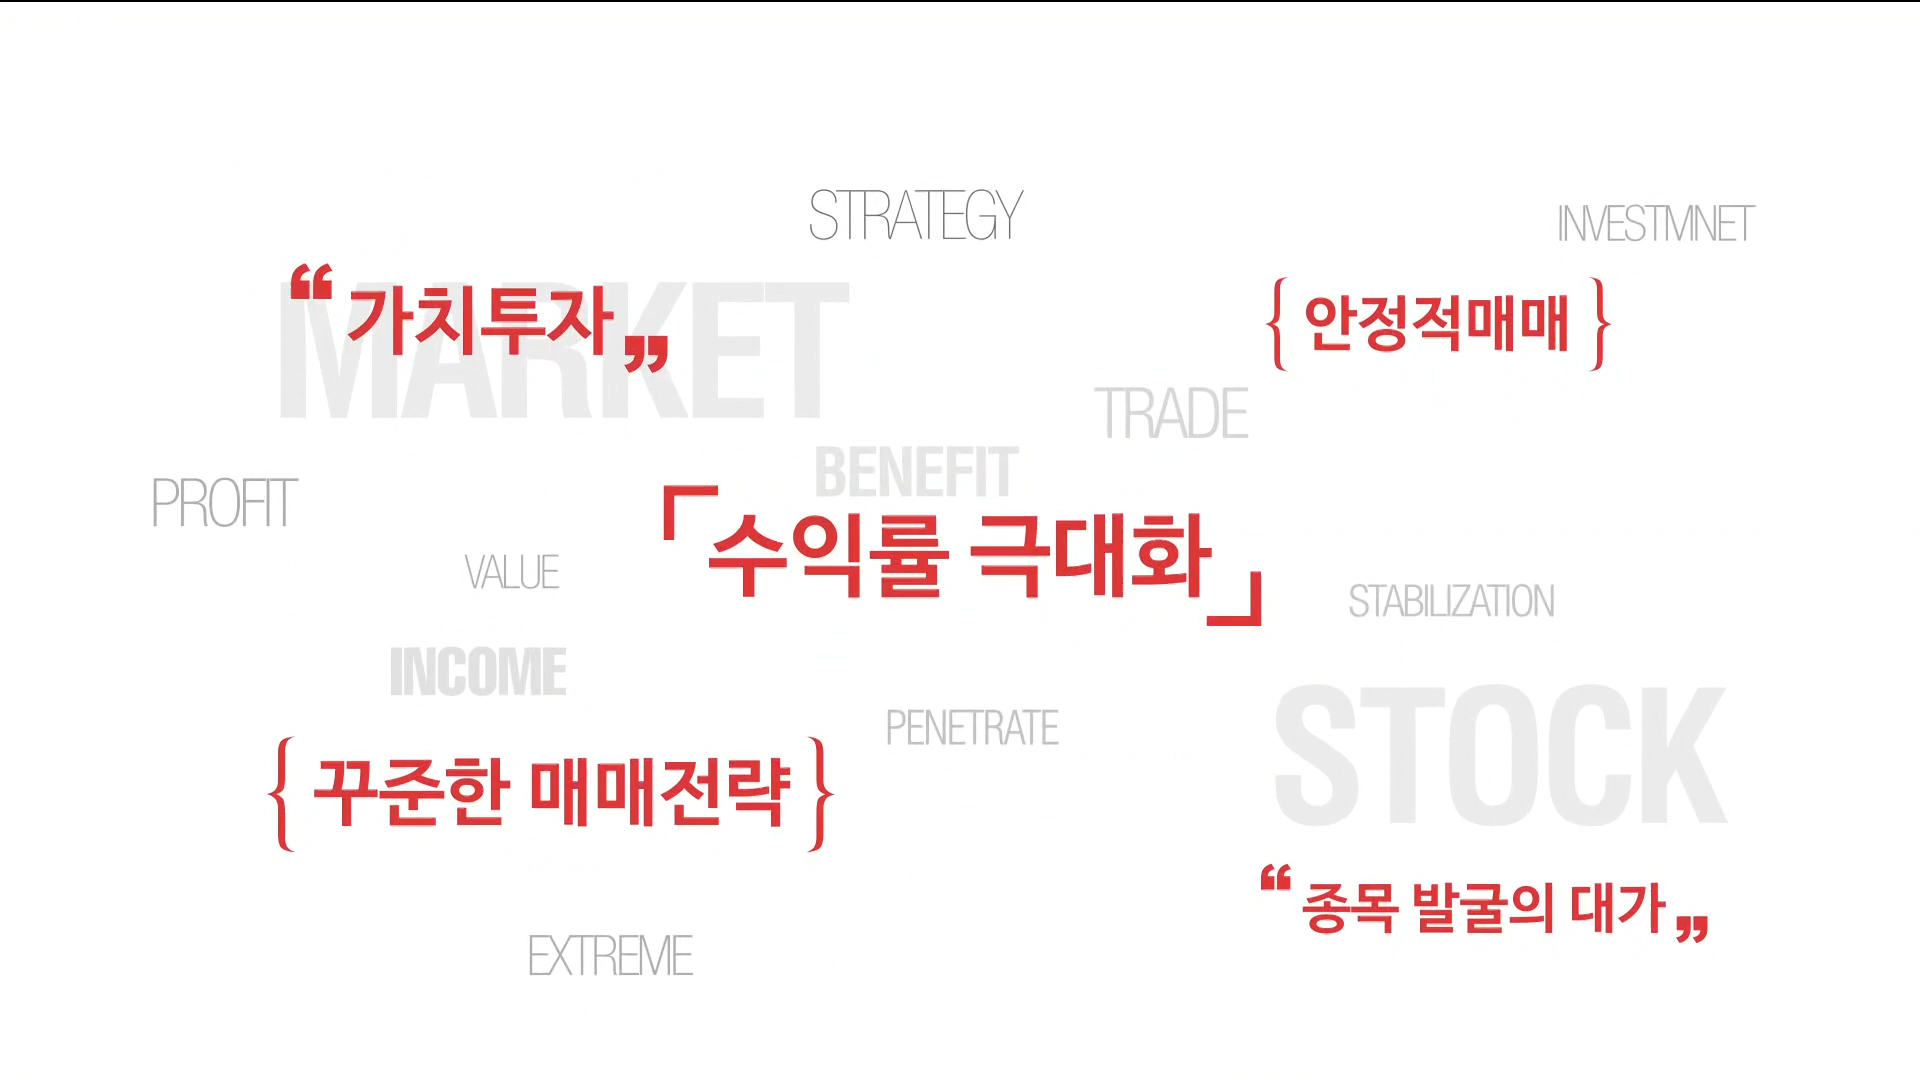 STRATEGY
INVESTMNET
MARKET
“ 가치투자 ”
{ 안정적매매 }
TRADE
BENEFIT
PROFIT
「수익률 극대화」
VALUE
STABILIZATION
INCOME
PENETRATE
STOCK
{ 꾸준한 매매전략 }
“ 종목 발굴의 대가 ”
EXTREME